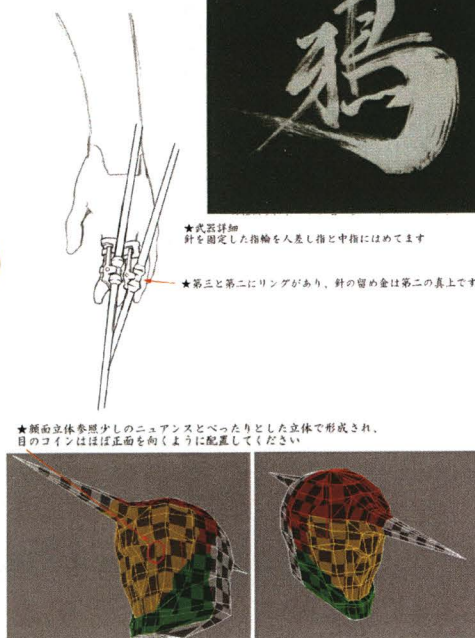 鴉
★武器詳細
針を固定した指輪を人差し指と中指にはめてます
★第三と第二にリングがあり、針の留め金は第二の真上です
★顔面立体参照少しのニュアンスとべったりとした立体で形成され、
目のコインはほぼ正面を向くように配置してください